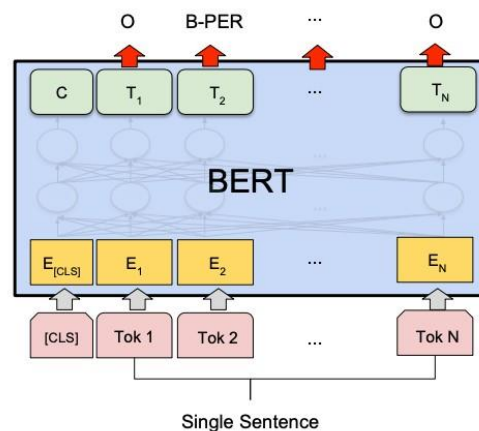 O B-PER ... O
C T1 T2 ... TN
...
...
BERT
E[CLS] E1 E2 ... EN
[CLS] Tok 1 Tok 2 ... Tok N
Single Sentence